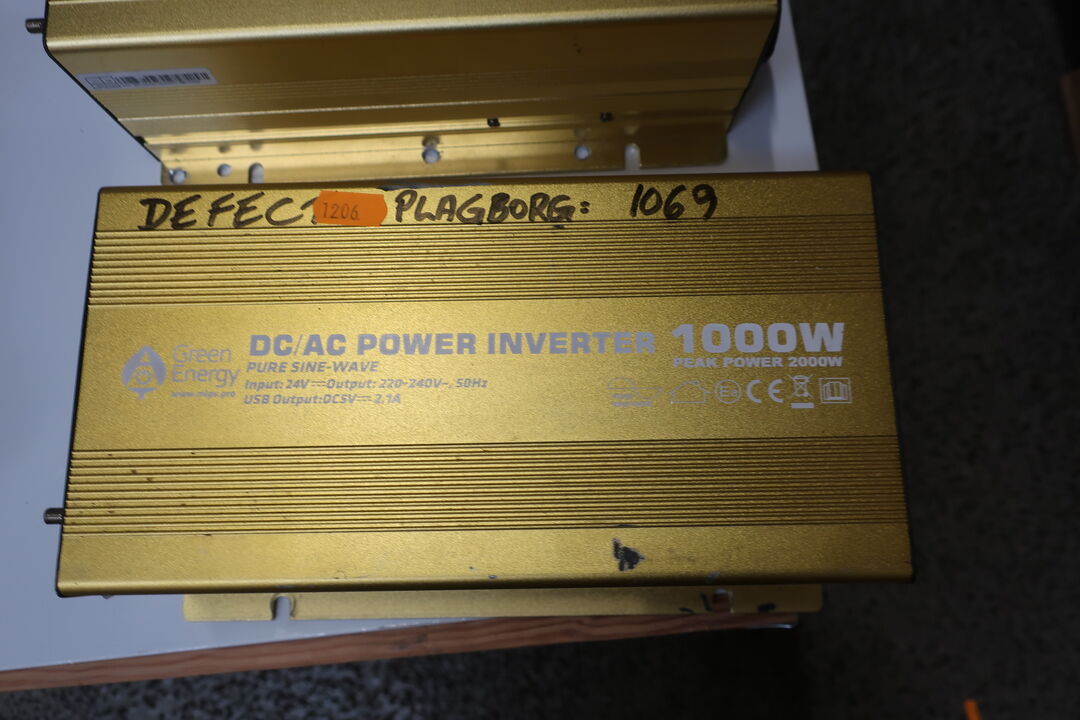 DEFECT PLAGBORG: 1069
1206
Green
Energy
DC/AC POWER INVERTER 1000W
PURE SINE-WAVE
PEAK POWER 2000W
Input: 24V⎓Output: 220-240V~, 50Hz
USB Output:DC5V⎓ 2.1A
CE